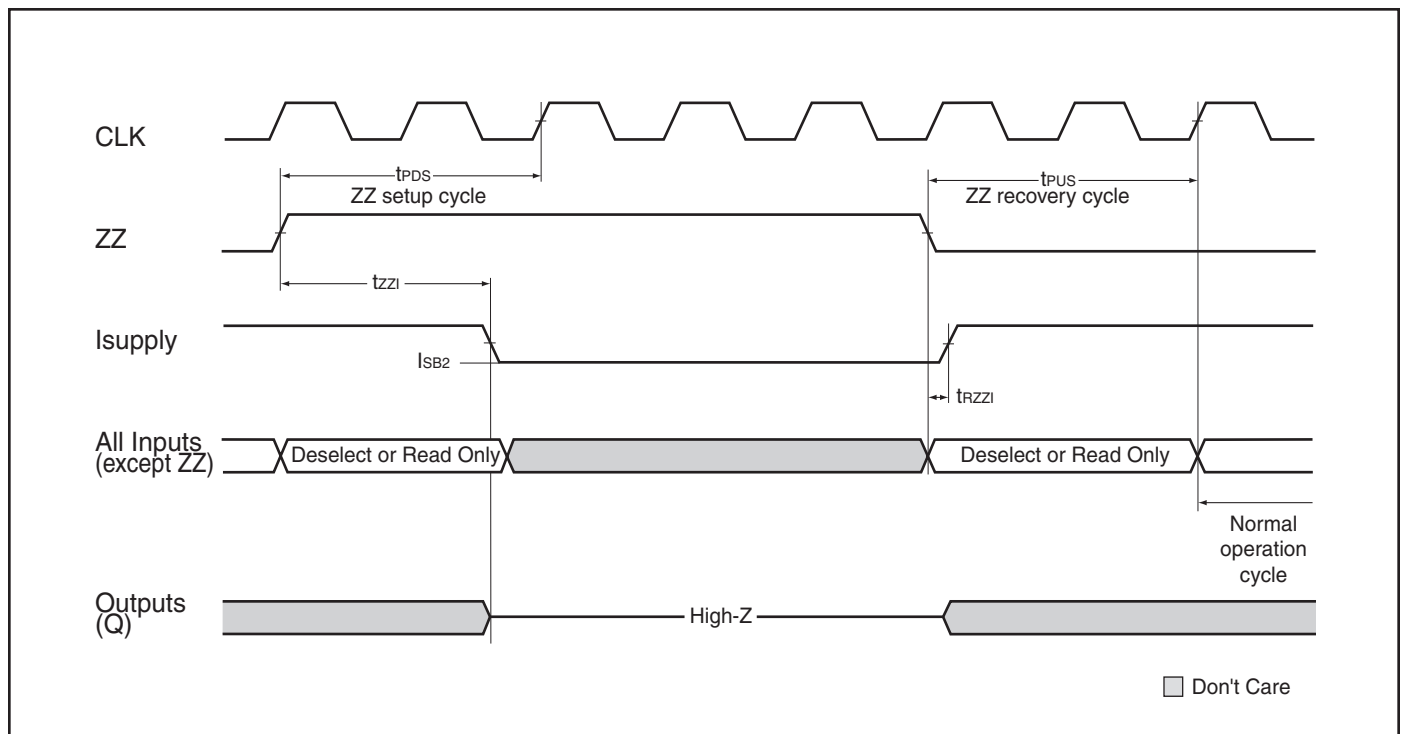 CLK
tPDS
ZZ setup cycle
tPUS
ZZ recovery cycle
ZZ
tZZI
Isupply
ISB2
tRZZI
All Inputs
(except ZZ)
Deselect or Read Only
Deselect or Read Only
Normal
operation
cycle
Outputs
(Q)
High-Z
Don't Care